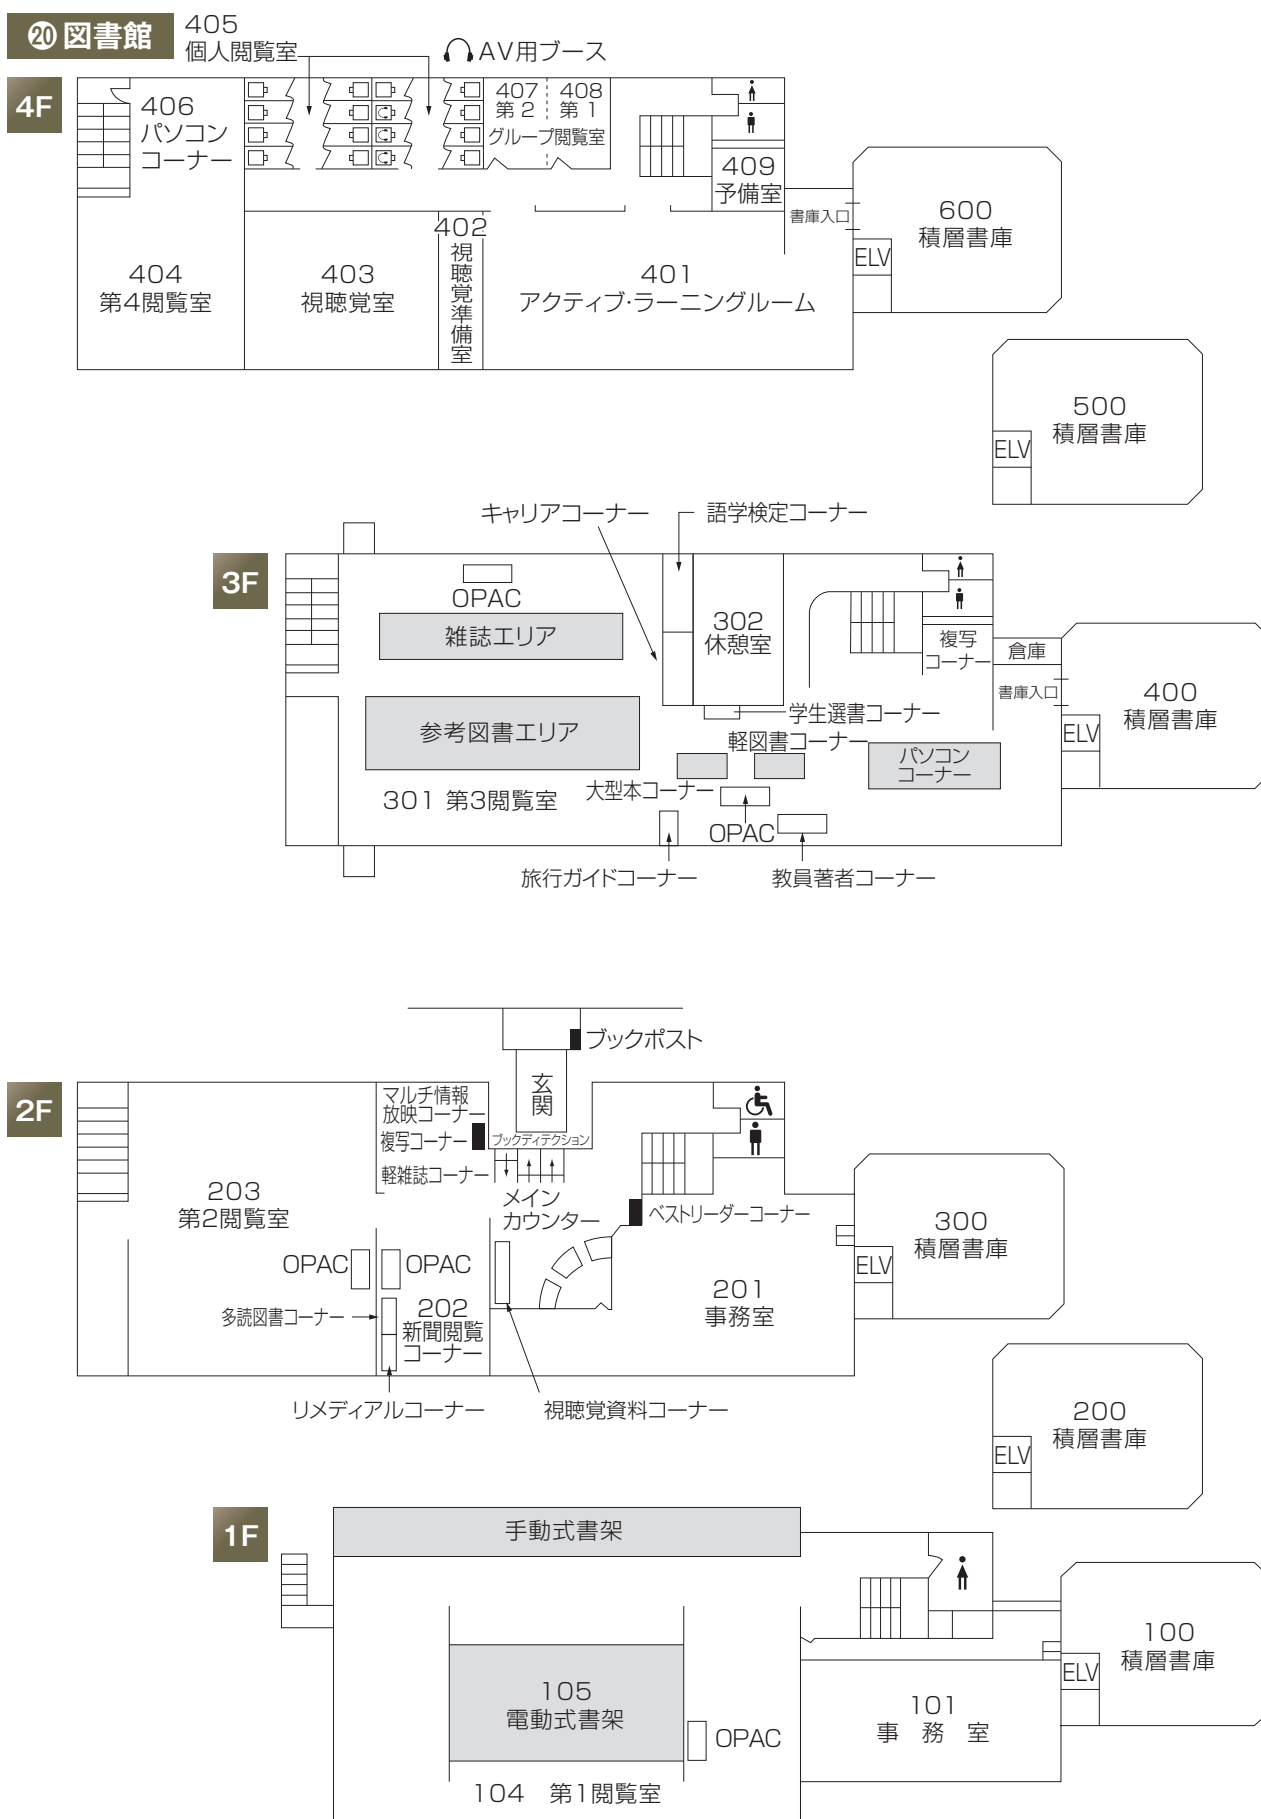 ⑳図書館
405
個人閲覧室
AV用ブース
4F
406
パソコン
コーナー
407
第2
408
第1
グループ閲覧室
409
予備室
書庫入口
600
積層書庫
ELV
404
第4閲覧室
403
視聴覚室
402
視聴覚準備室
401
アクティブ・ラーニングルーム
500
積層書庫
ELV
キャリアコーナー
語学検定コーナー
3F
OPAC
雑誌エリア
302
休憩室
複写
コーナー
倉庫
書庫入口
400
積層書庫
ELV
参考図書エリア
学生選書コーナー
軽図書コーナー
パソコン
コーナー
大型本コーナー
301 第3閲覧室
OPAC
旅行ガイドコーナー
教員著者コーナー
ブックポスト
2F
玄関
マルチ情報
放映コーナー
複写コーナー
ブックディテクション
軽雑誌コーナー
203
第2閲覧室
メイン
カウンター
ベストリーダーコーナー
300
積層書庫
ELV
OPAC
OPAC
201
事務室
多読図書コーナー
202
新聞閲覧
コーナー
リメディアルコーナー
視聴覚資料コーナー
200
積層書庫
ELV
1F
手動式書架
100
積層書庫
ELV
105
電動式書架
OPAC
101
事 務 室
104 第1閲覧室